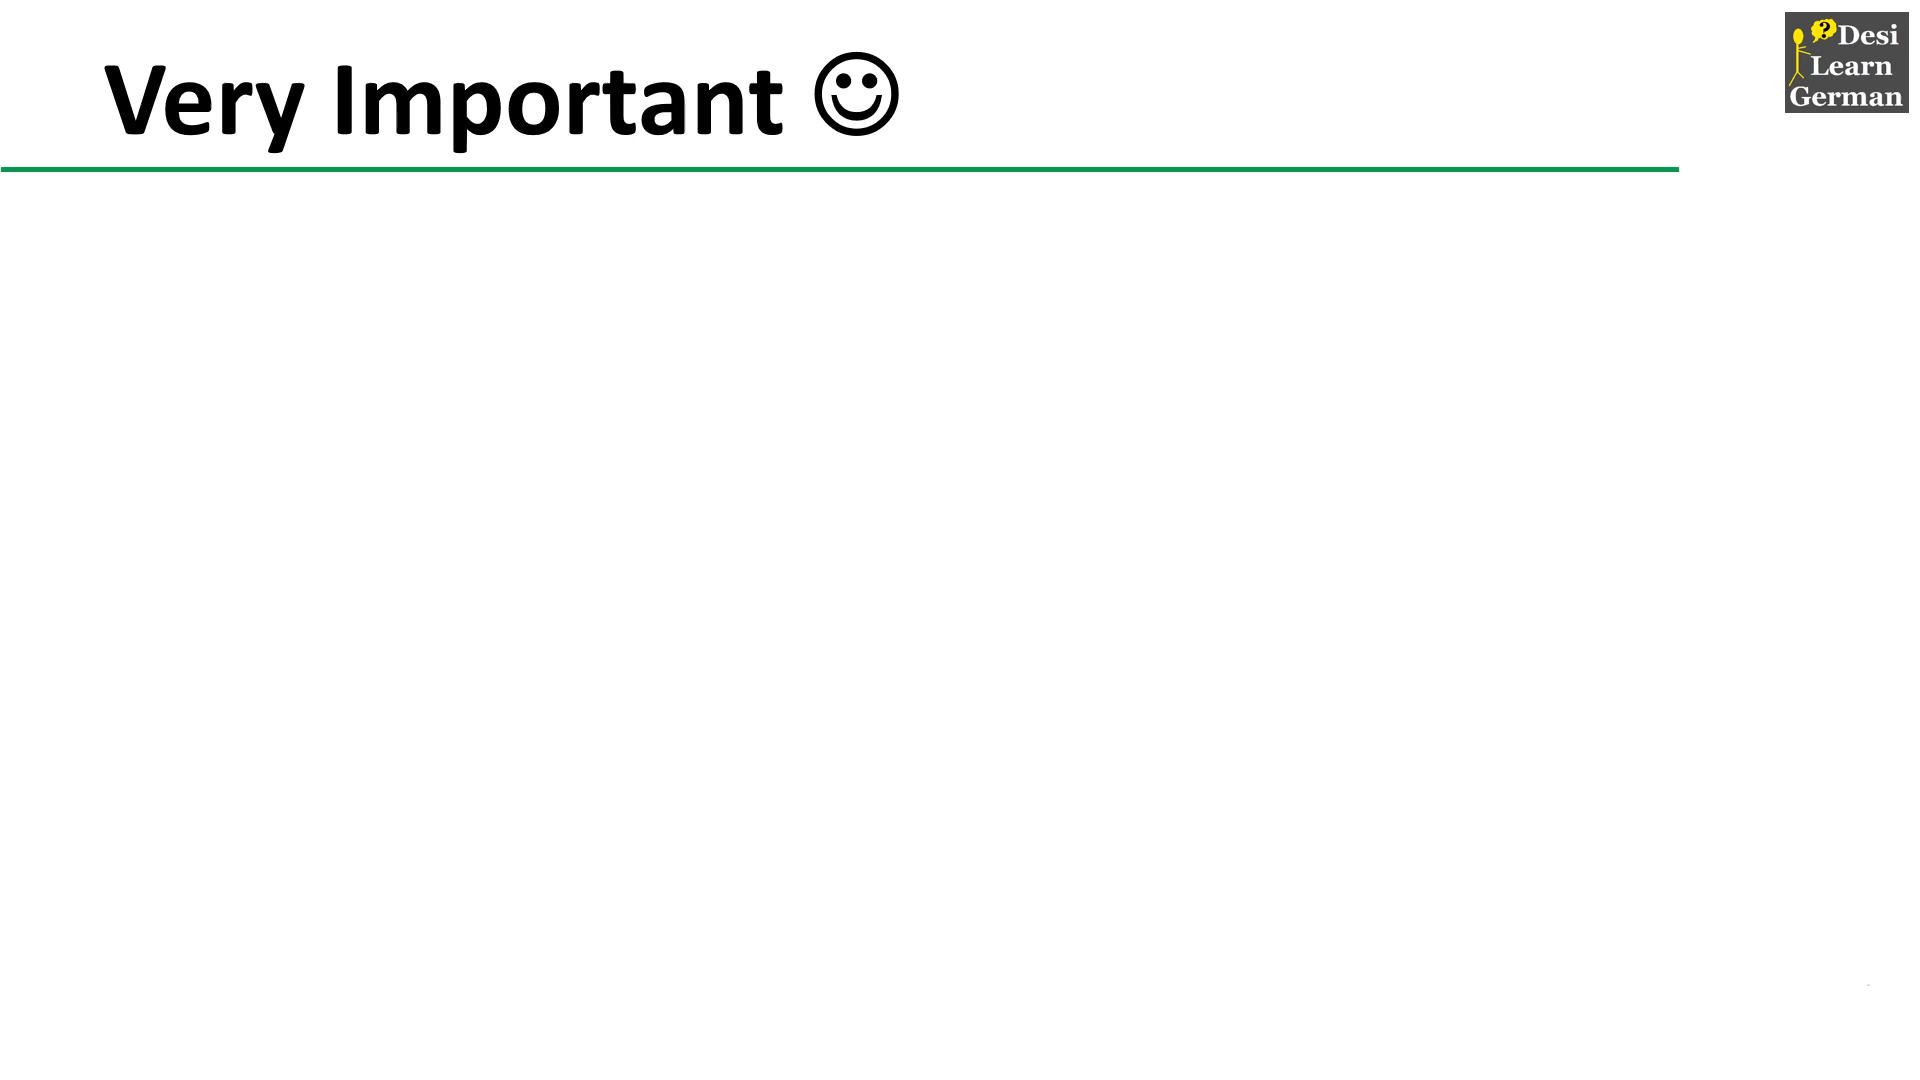 Very Important ☺
? Desi
Learn
German